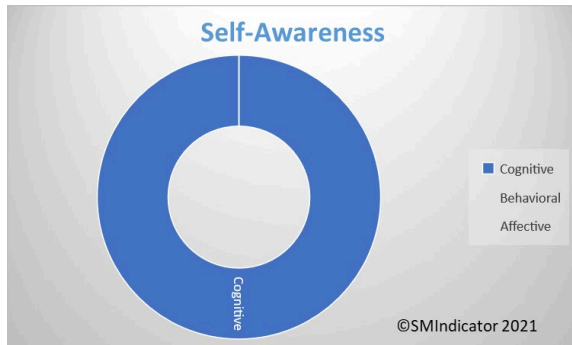 Self-Awareness
Cognitive
Behavioral
Affective
Cognitive
©SMIndicator 2021